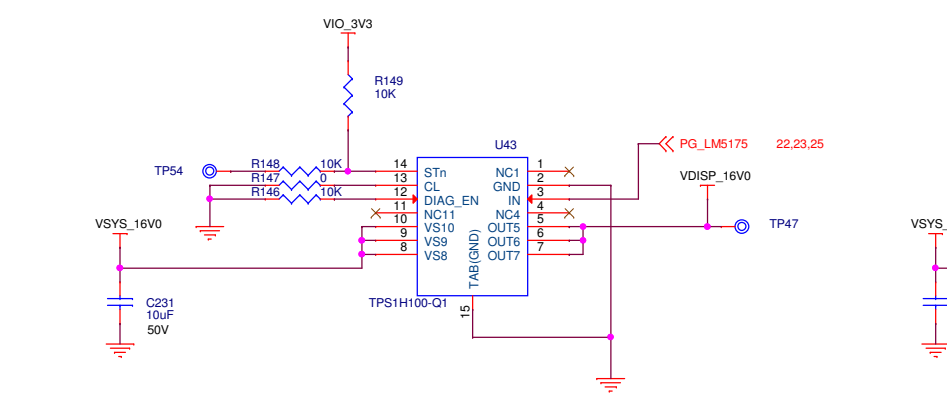 VIO_3V3
R149
10K
U43
PG_LM5175 22,23,25
TP54
R148 10K 14 STn NC1 1
R147 0 13 CL GND 2
R146 10K 12 DIAG_EN IN 3
11 NC11 NC4 4
10 VS10 OUT5 5
9 VS9 OUT6 6
8 VS8 OUT7 7
TAB(GND)
15
TPS1H100-Q1
VDISP_16V0
TP47
VSYS_16V0
C231
10uF
50V
VSYS_